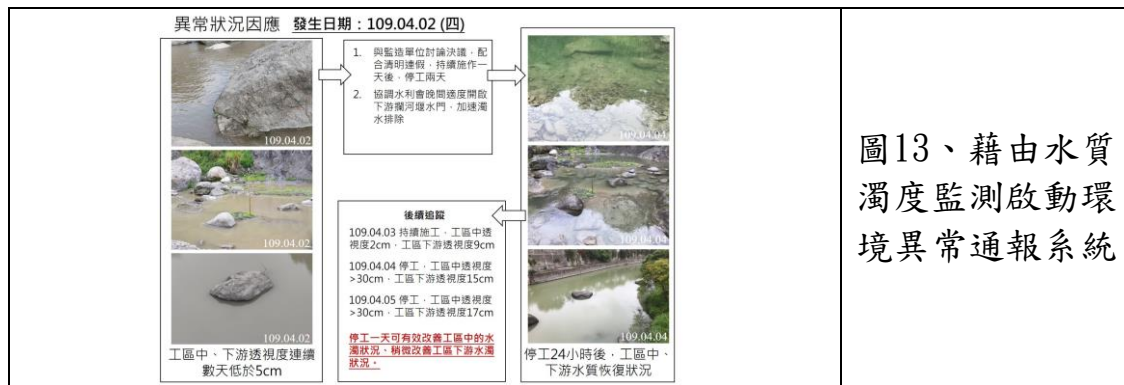 異常狀況因應 發生日期：109.04.02 (四)
109.04.02
109.04.02
109.04.02
工區中、下游透視度連續
數天低於5cm
1. 與監造單位討論決議，配
合清明連假，持續施作一
天後，停工兩天
2. 協調水利會晚間適度開啟
下游攔河堰水門，加速濁
水排除
109.04.04
109.04.04
109.04.04
停工24小時後，工區中、
下游水質恢復狀況
後續追蹤
109.04.03 持續施工，工區中透
視度2cm，工區下游透視度9cm
109.04.04 停工，工區中透視度
>30cm，工區下游透視度15cm
109.04.05 停工，工區中透視度
>30cm，工區下游透視度17cm
停工一天可有效改善工區中的水
濁狀況、稍微改善工區下游水濁
狀況。
圖13、藉由水質
濁度監測啟動環
境異常通報系統